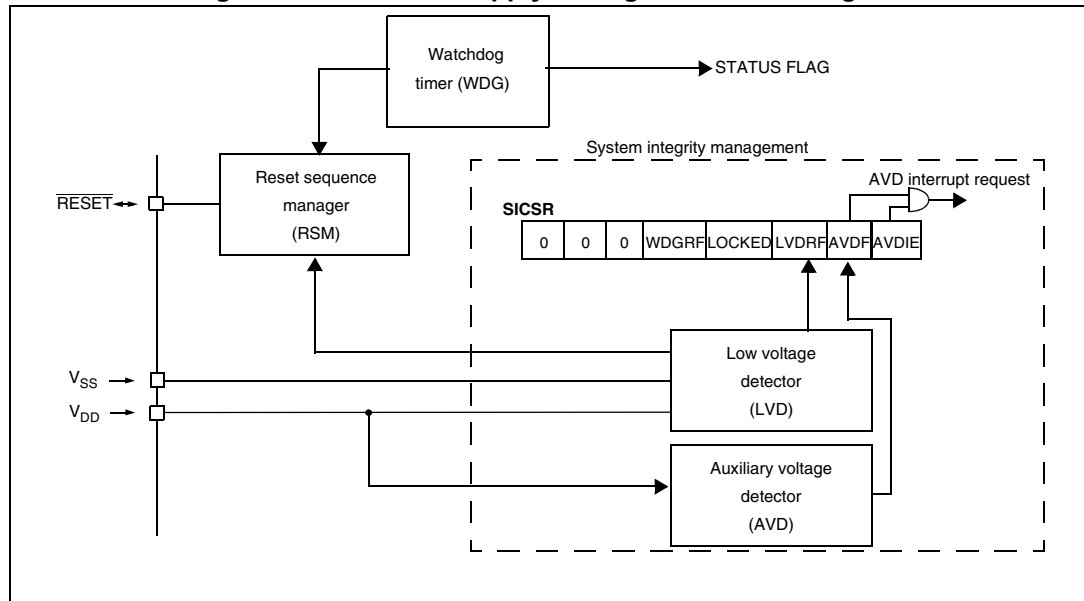 Watchdog
timer (WDG)
STATUS FLAG
System integrity management
Reset sequence
manager
(RSM)
AVD interrupt request
RESET
SICSR
0 0 0 WDGRF LOCKED LVDRF AVDF AVDIE
Low voltage
detector
(LVD)
VSS
VDD
Auxiliary voltage
detector
(AVD)